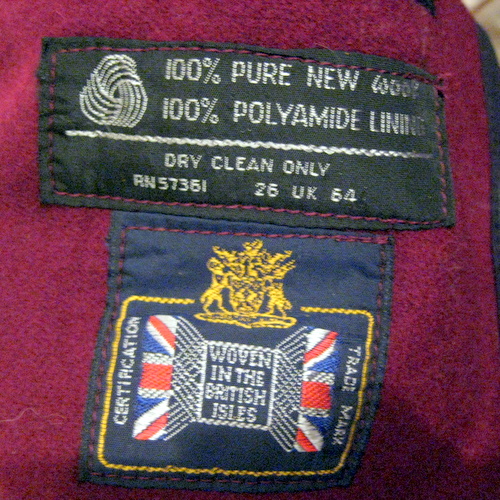 100% PURE NEW WOOL
100% POLYAMIDE LINING
DRY CLEAN ONLY
RN57361 26 UK 64
CERTIFICATION
WOVEN
IN THE
BRITISH
ISLES
TRADE MARK